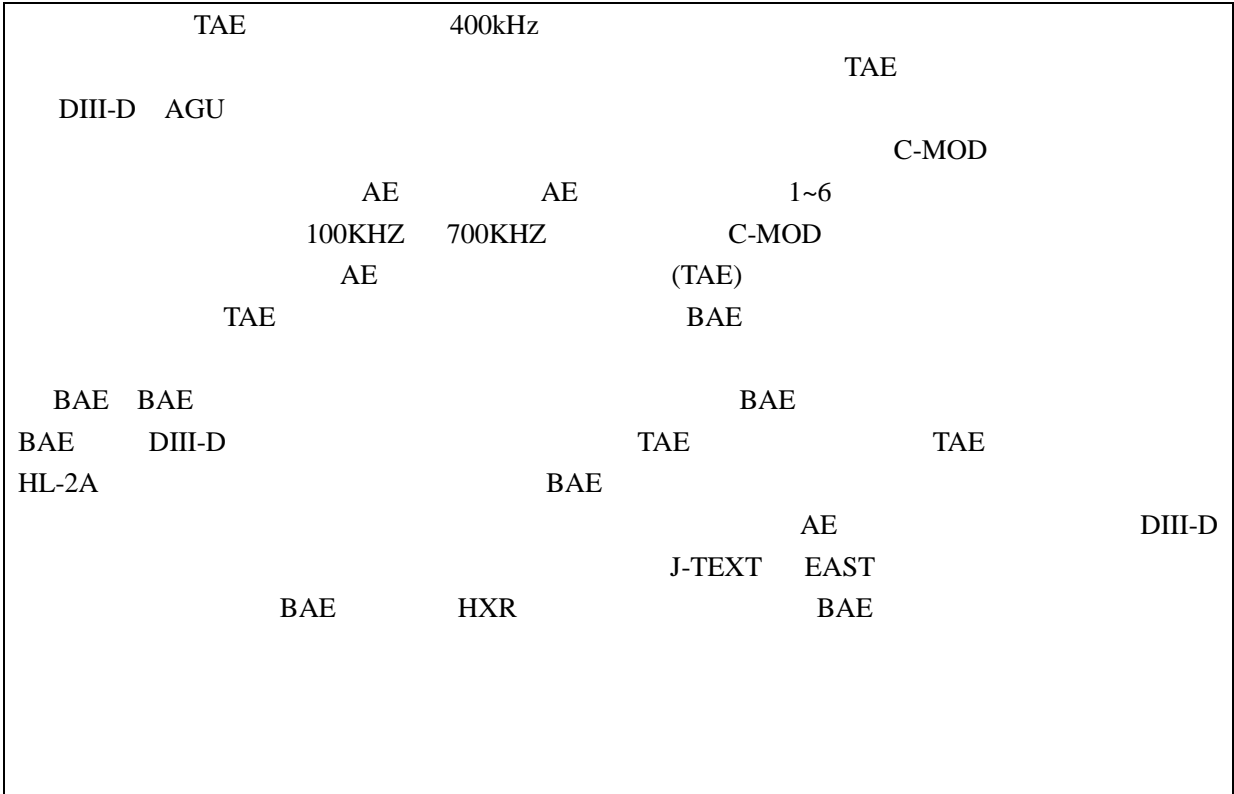 TAE 400kHz
TAE
DIII-D AGU
C-MOD
AE AE 1~6
100KHZ 700KHZ C-MOD
AE (TAE)
TAE BAE
BAE BAE BAE
BAE DIII-D TAE TAE
HL-2A BAE
AE DIII-D
J-TEXT EAST
BAE HXR BAE